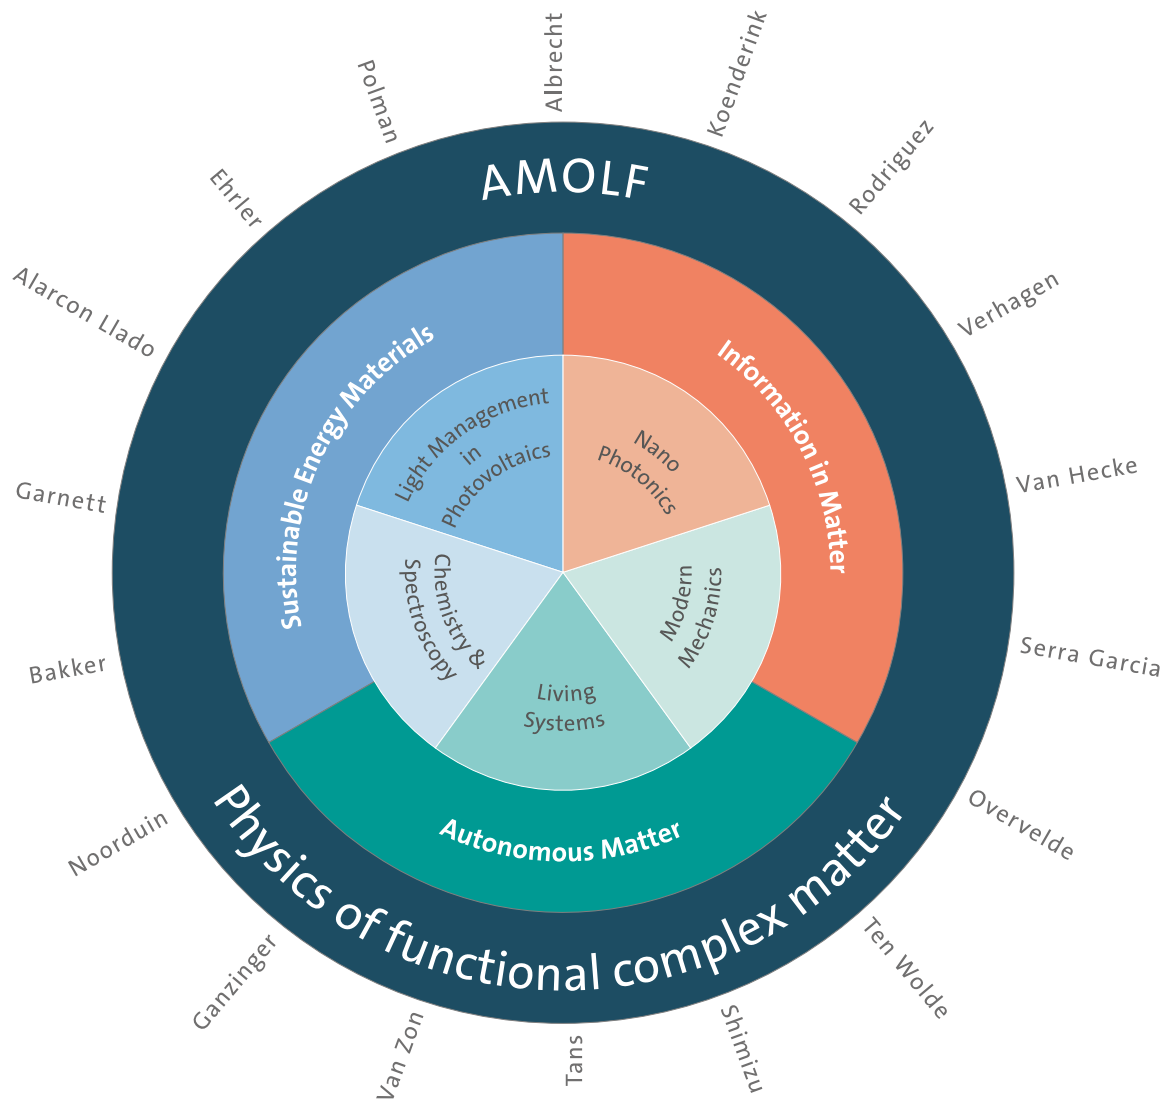 Albrecht
Koenderink
Rodriguez
Verhagen
Van Hecke
Serra Garcia
Overvelde
Ten Wolde
Shimizu
Tans
Van Zon
Ganzinger
Noorduin
Bakker
Garnett
Alarcon Llado
Ehrler
Polman
AMOLF
Physics of functional complex matter
Sustainable Energy Materials
Information in Matter
Autonomous Matter
Light Management
in
Photovoltaics
Nano
Photonics
Modern
Mechanics
Living
Systems
Chemistry &
Spectroscopy